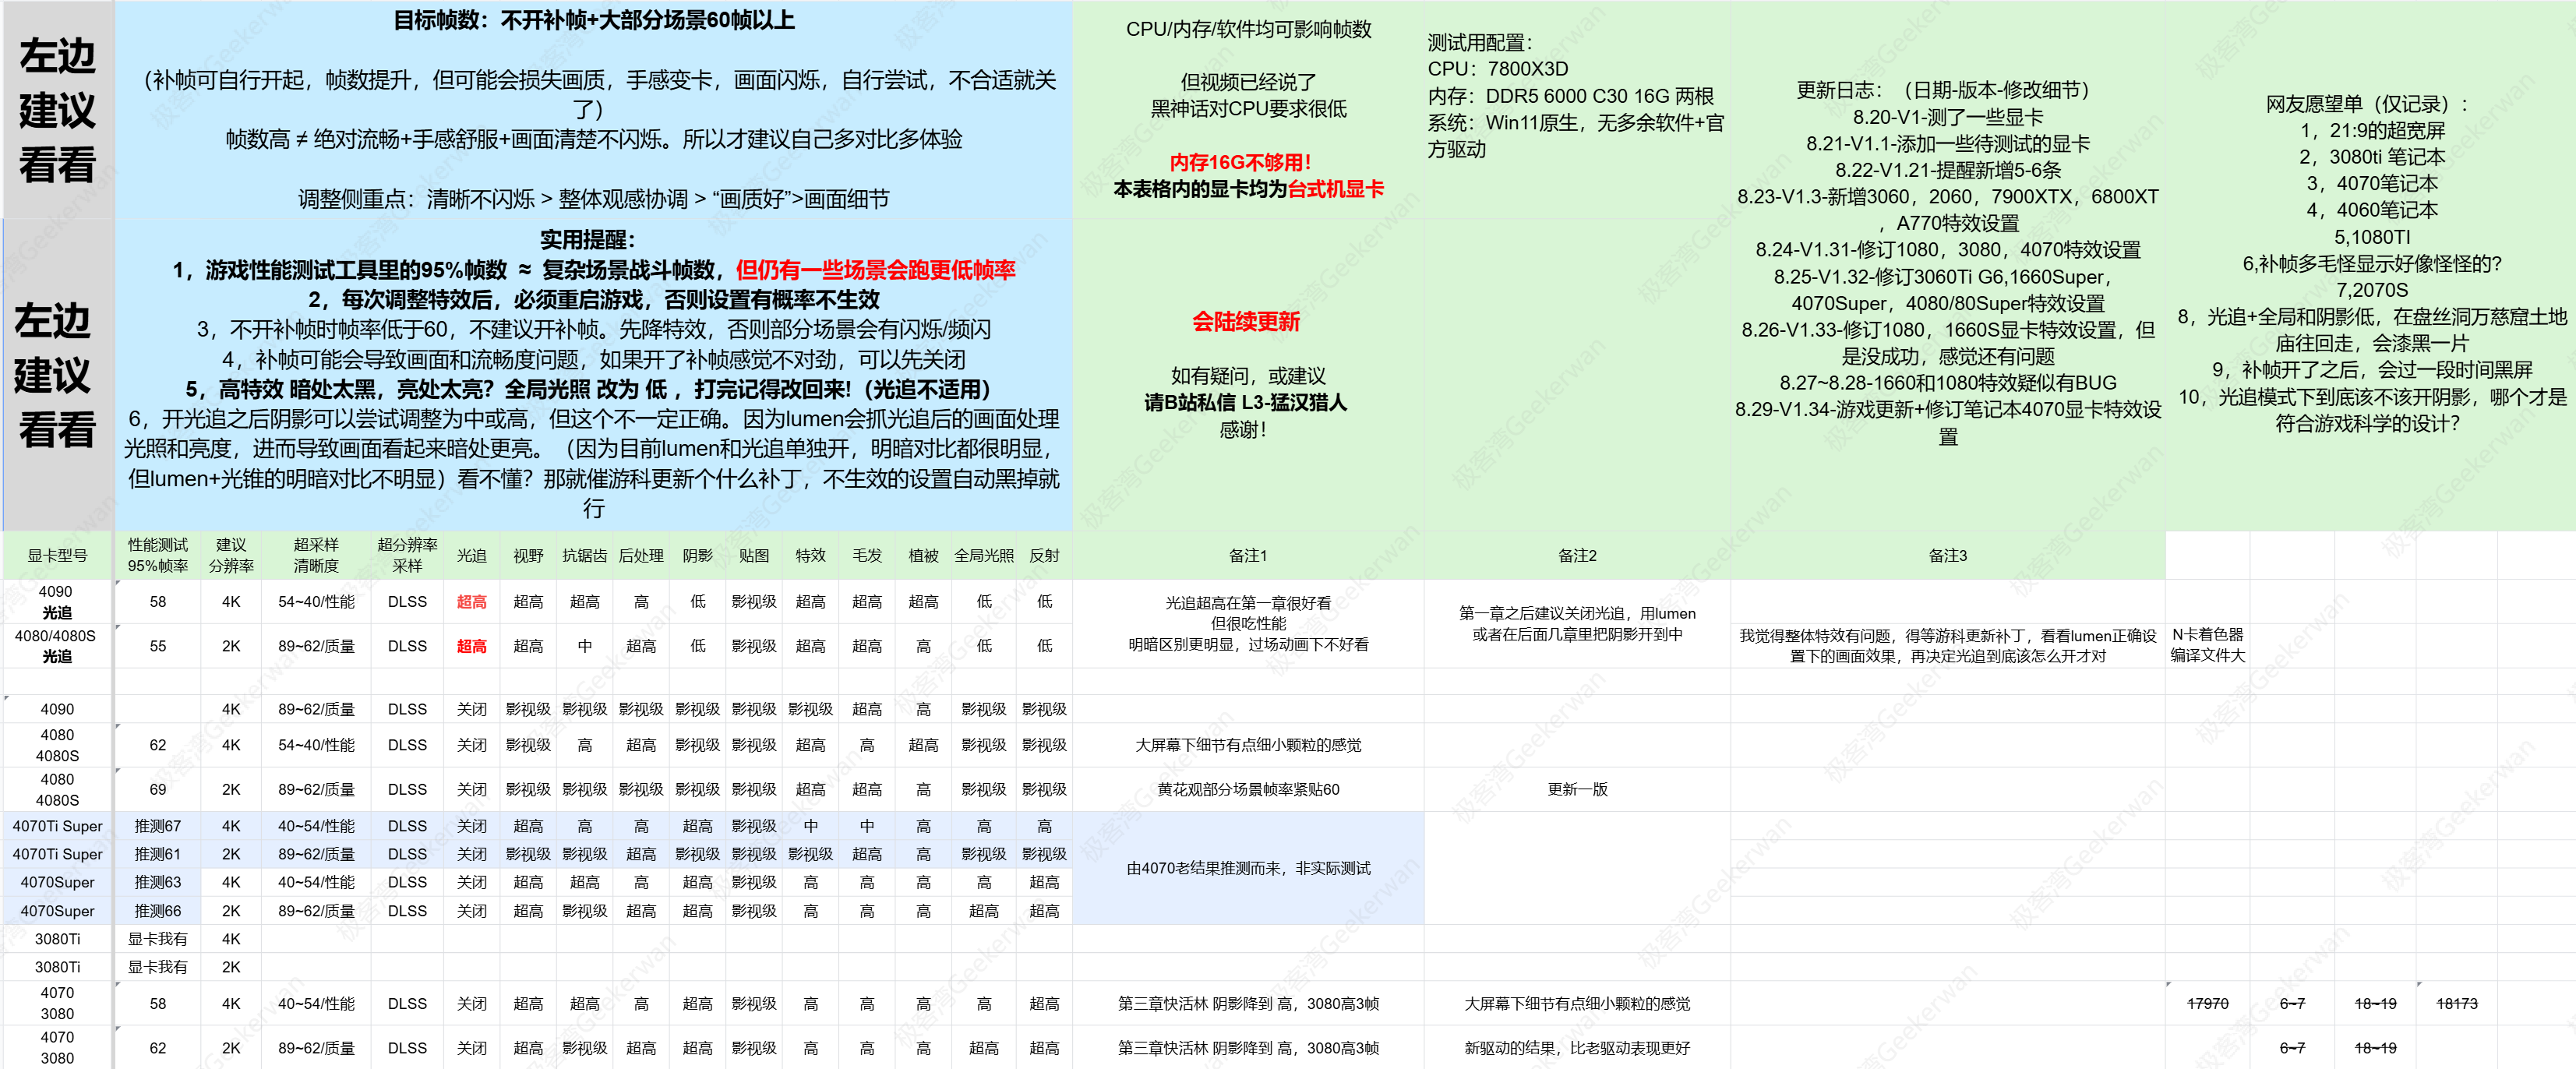 左边
建议
看看
目标帧数：不开补帧+大部分场景60帧以上
（补帧可自行开起，帧数提升，但可能会损失画质，手感变卡，画面闪烁，自行尝试，不合适就关
了）
帧数高 ≠ 绝对流畅+手感舒服+画面清楚不闪烁。所以才建议自己多对比多体验
调整侧重点：清晰不闪烁 > 整体观感协调 > “画质好”>画面细节
CPU/内存/软件均可影响帧数
但视频已经说了
黑神话对CPU要求很低
内存16G不够用！
本表格内的显卡均为台式机显卡
测试用配置：
CPU：7800X3D
内存：DDR5 6000 C30 16G 两根
系统：Win11原生，无多余软件+官
方驱动
更新日志：（日期-版本-修改细节）
8.20-V1-测了一些显卡
8.21-V1.1-添加一些待测试的显卡
8.22-V1.21-提醒新增5-6条
8.23-V1.3-新增3060，2060，7900XTX，6800XT
，A770特效设置
8.24-V1.31-修订1080，3080，4070特效设置
8.25-V1.32-修订3060Ti G6,1660Super，
4070Super，4080/80Super特效设置
8.26-V1.33-修订1080，1660S显卡特效设置，但
是没成功，感觉还有问题
8.27~8.28-1660和1080特效疑似有BUG
8.29-V1.34-游戏更新+修订笔记本4070显卡特效设
置
网友愿望单（仅记录）：
1，21:9的超宽屏
2，3080ti 笔记本
3，4070笔记本
4，4060笔记本
5,1080TI
6,补帧多毛怪显示好像怪怪的?
7,2070S
8，光追+全局和阴影低，在盘丝洞万慈窟土地
庙往回走，会漆黑一片
9，补帧开了之后，会过一段时间黑屏
10，光追模式下到底该不该开阴影，哪个才是
符合游戏科学的设计？
左边
建议
看看
实用提醒：
1，游戏性能测试工具里的95%帧数 ≈ 复杂场景战斗帧数，但仍有一些场景会跑更低帧率
2，每次调整特效后，必须重启游戏，否则设置有概率不生效
3，不开补帧时帧率低于60，不建议开补帧。先降特效，否则部分场景会有闪烁/频闪
4，补帧可能会导致画面和流畅度问题，如果开了补帧感觉不对劲，可以先关闭
5，高特效 暗处太黑，亮处太亮？全局光照 改为 低 ，打完记得改回来!（光追不适用）
6，开光追之后阴影可以尝试调整为中或高，但这个不一定正确。因为lumen会抓光追后的画面处理
光照和亮度，进而导致画面看起来暗处更亮。（因为目前lumen和光追单独开，明暗对比都很明显，
但lumen+光锥的明暗对比不明显）看不懂？那就催游科更新个什么补丁，不生效的设置自动黑掉就
行
会陆续更新
如有疑问，或建议
请B站私信 L3-猛汉猎人
感谢！
显卡型号 性能测试95%帧率 建议分辨率 超采样清晰度 超分辨率采样 光追 视野 抗锯齿 后处理 阴影 贴图 特效 毛发 植被 全局光照 反射 备注1 备注2 备注3
4090 光追 58 4K 54~40/性能 DLSS 超高 超高 超高 高 低 影视级 超高 超高 超高 低 低
4080/4080S 光追 55 2K 89~62/质量 DLSS 超高 超高 中 超高 低 影视级 超高 超高 高 低 低
光追超高在第一章很好看
但很吃性能
明暗区别更明显，过场动画下不好看
第一章之后建议关闭光追，用lumen
或者在后面几章里把阴影开到中
我觉得整体特效有问题，得等游科更新补丁，看看lumen正确设
置下的画面效果，再决定光追到底该怎么开才对
N卡着色器
编译文件大
4090 4K 89~62/质量 DLSS 关闭 影视级 影视级 影视级 影视级 影视级 影视级 超高 高 影视级 影视级
4080 4080S 62 4K 54~40/性能 DLSS 关闭 影视级 高 超高 影视级 影视级 超高 高 超高 影视级 影视级 大屏幕下细节有点细小颗粒的感觉
4080 4080S 69 2K 89~62/质量 DLSS 关闭 影视级 影视级 影视级 影视级 影视级 超高 超高 高 影视级 影视级 黄花观部分场景帧率紧贴60 更新一版
4070Ti Super 推测67 4K 40~54/性能 DLSS 关闭 超高 高 高 超高 影视级 中 中 高 高 高
4070Ti Super 推测61 2K 89~62/质量 DLSS 关闭 影视级 影视级 超高 影视级 影视级 影视级 超高 高 影视级 影视级
由4070老结果推测而来，非实际测试
4070Super 推测63 4K 40~54/性能 DLSS 关闭 超高 超高 高 超高 影视级 高 高 高 高 超高
4070Super 推测66 2K 89~62/质量 DLSS 关闭 超高 影视级 超高 超高 影视级 高 高 高 超高 超高
3080Ti 显卡我有 4K
3080Ti 显卡我有 2K
4070 3080 58 4K 40~54/性能 DLSS 关闭 超高 超高 高 超高 影视级 高 高 高 高 超高 第三章快活林 阴影降到 高，3080高3帧 大屏幕下细节有点细小颗粒的感觉 17970 6~7 18~19 18173
4070 3080 62 2K 89~62/质量 DLSS 关闭 超高 影视级 超高 超高 影视级 高 高 高 超高 超高 第三章快活林 阴影降到 高，3080高3帧 新驱动的结果，比老驱动表现更好 6~7 18~19
极客湾Geekerwan